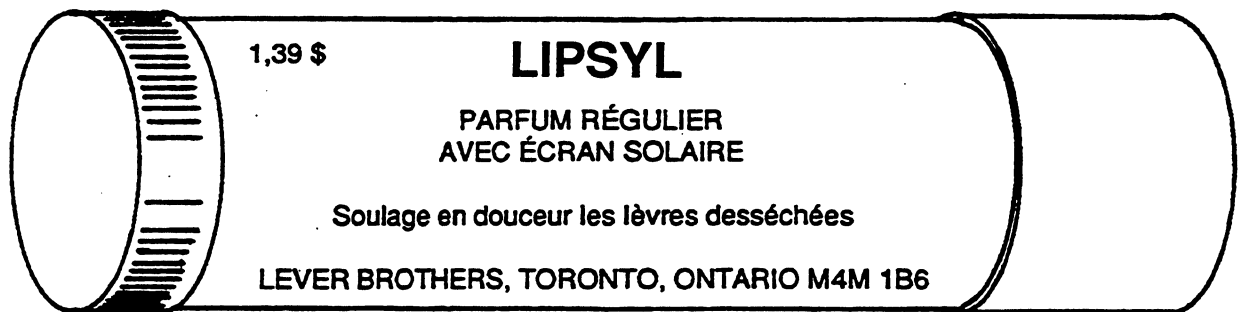 1,39 $
LIPSYL
PARFUM RÉGULIER
AVEC ÉCRAN SOLAIRE
Soulage en douceur les lèvres desséchées
LEVER BROTHERS, TORONTO, ONTARIO M4M 1B6